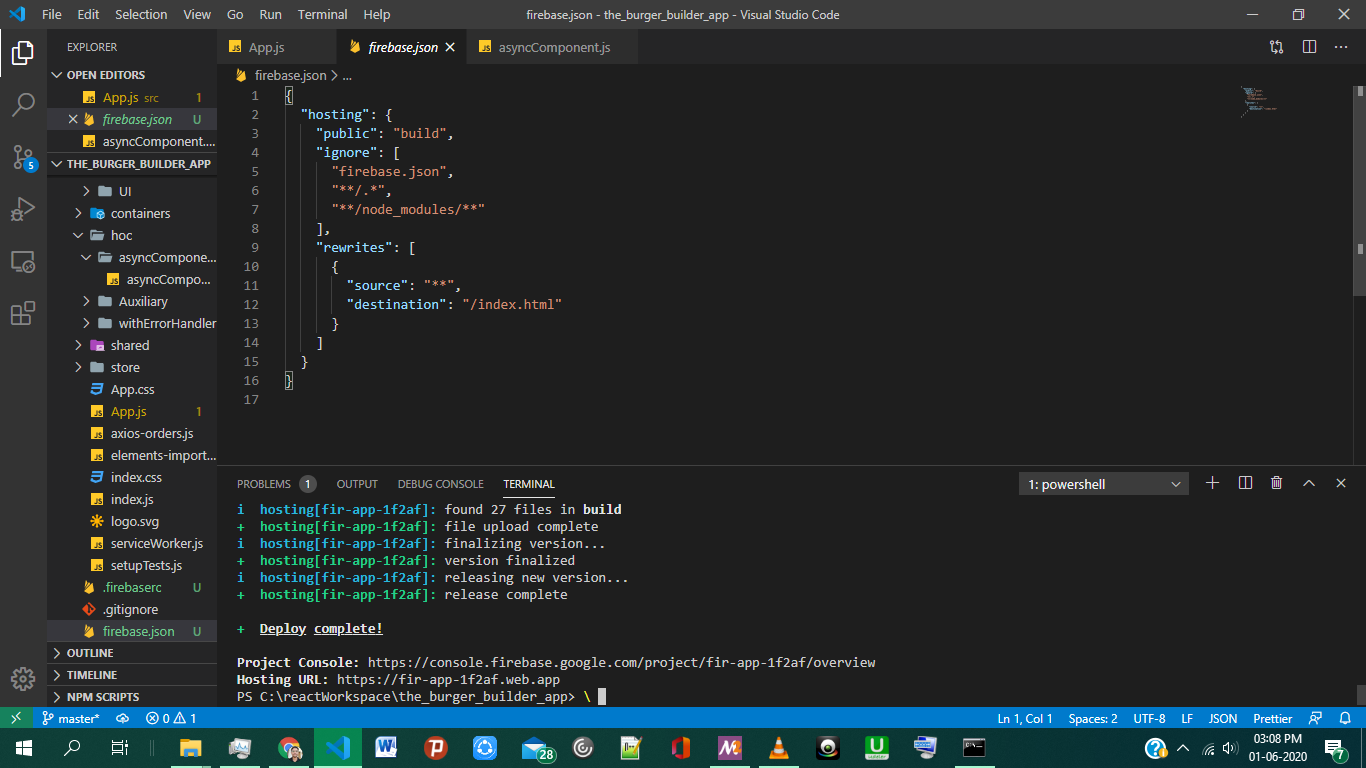 File Edit Selection View Go Run Terminal Help
firebase.json - the_burger_builder_app - Visual Studio Code
EXPLORER
OPEN EDITORS
App.js src 1
firebase.json U
asyncComponent....
THE_BURGER_BUILDER_APP
UI
containers
hoc
asyncCompone...
asyncCompo...
Auxiliary
withErrorHandler
shared
store
App.css
App.js 1
axios-orders.js
elements-import...
index.css
index.js
logo.svg
serviceWorker.js
setupTests.js
.firebaserc U
.gitignore
firebase.json U
OUTLINE
TIMELINE
NPM SCRIPTS
5
App.js
firebase.json
asyncComponent.js
firebase.json > ...
1 {
2 "hosting": {
3 "public": "build",
4 "ignore": [
5 "firebase.json",
6 "**/.*",
7 "**/node_modules/**"
8 ],
9 "rewrites": [
10 {
11 "source": "**",
12 "destination": "/index.html"
13 }
14 ]
15 }
16 }
17
PROBLEMS 1 OUTPUT DEBUG CONSOLE TERMINAL
1: powershell
i hosting[fir-app-1f2af]: found 27 files in build
+ hosting[fir-app-1f2af]: file upload complete
i hosting[fir-app-1f2af]: finalizing version...
+ hosting[fir-app-1f2af]: version finalized
i hosting[fir-app-1f2af]: releasing new version...
+ hosting[fir-app-1f2af]: release complete
+ Deploy complete!
Project Console: https://console.firebase.google.com/project/fir-app-1f2af/overview
Hosting URL: https://fir-app-1f2af.web.app
PS C:\reactWorkspace\the_burger_builder_app> \
master* 0 1
Ln 1, Col 1 Spaces: 2 UTF-8 LF JSON Prettier
28
03:08 PM
01-06-2020
7